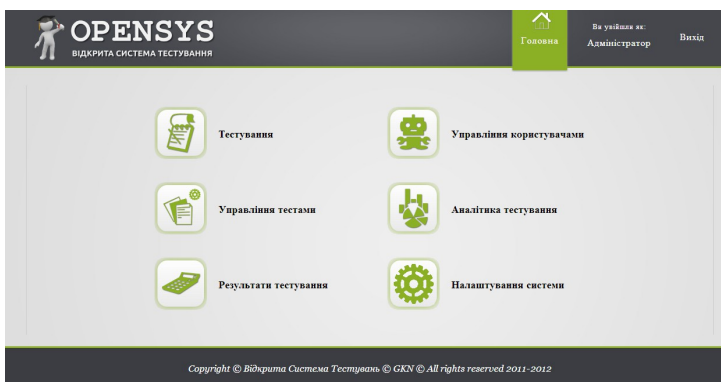 OPENSYS
ВІДКРИТА СИСТЕМА ТЕСТУВАННЯ
Головна
Ви увійшли як:
Адміністратор
Вихід
Тестування
Управління користувачами
Управління тестами
Аналітика тестування
Результати тестування
Налаштування системи
Copyright © Відкрита Система Тестувань © GKN © All rights reserved 2011-2012